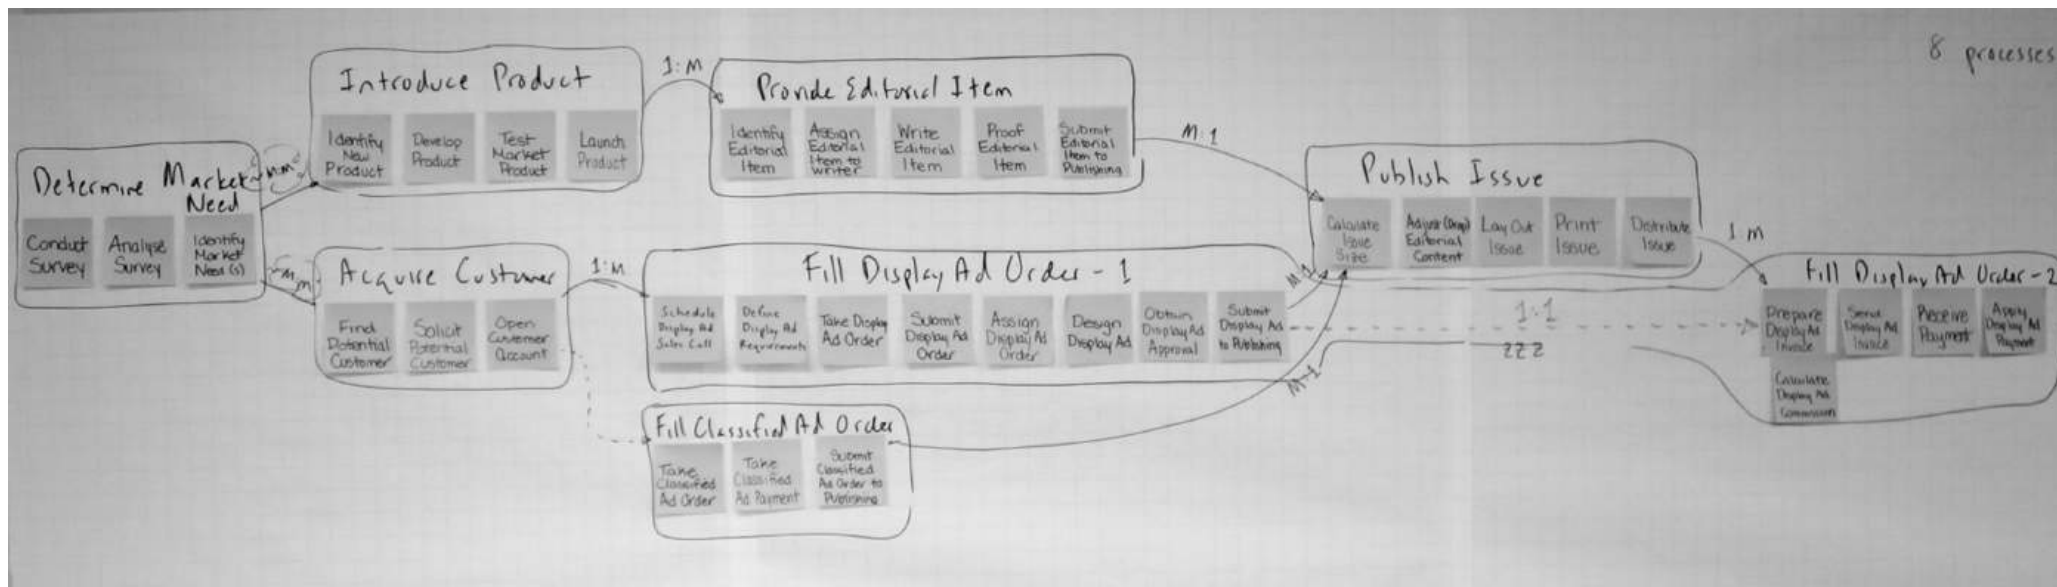 8 processes
Introduce Product
Identify
New
Product
Develop
Product
Test
Market
Product
Launch
Product
1:M
Provide Editorial Item
Identify
Editorial
Item
Assign
Editorial
Item to
Writer
Write
Editorial
Item
Proof
Editorial
Item
Submit
Editorial
Item to
Publishing
M:1
Determine Market
Need
Conduct
Survey
Analyse
Survey
Identify
Market
Need(s)
Acquire Customer
Find
Potential
Customer
Solicit
Potential
Customer
Open
Customer
Account
1:M
Fill Display Ad Order - 1
Schedule
Display Ad
Sales Call
Define
Display Ad
Requirements
Take Display
Ad Order
Submit
Display Ad
Order
Assign
Display Ad
Order
Design
Display Ad
Obtain
Display Ad
Approval
Submit
Display Ad
to Publishing
Fill Classified Ad Order
Take
Classified
Ad Order
Take
Classified
Ad Payment
Submit
Classified
Ad Order to
Publishing
M:1
Publish Issue
Calculate
Issue
Size
Adjust
Editorial
Content
Lay Out
Issue
Print
Issue
Distribute
Issue
1:M
1:1
Fill Display Ad Order - 2
Prepare
Display Ad
Invoice
Send
Display Ad
Invoice
Receive
Payment
Apply
Display Ad
Payment
Calculate
Display Ad
Commission